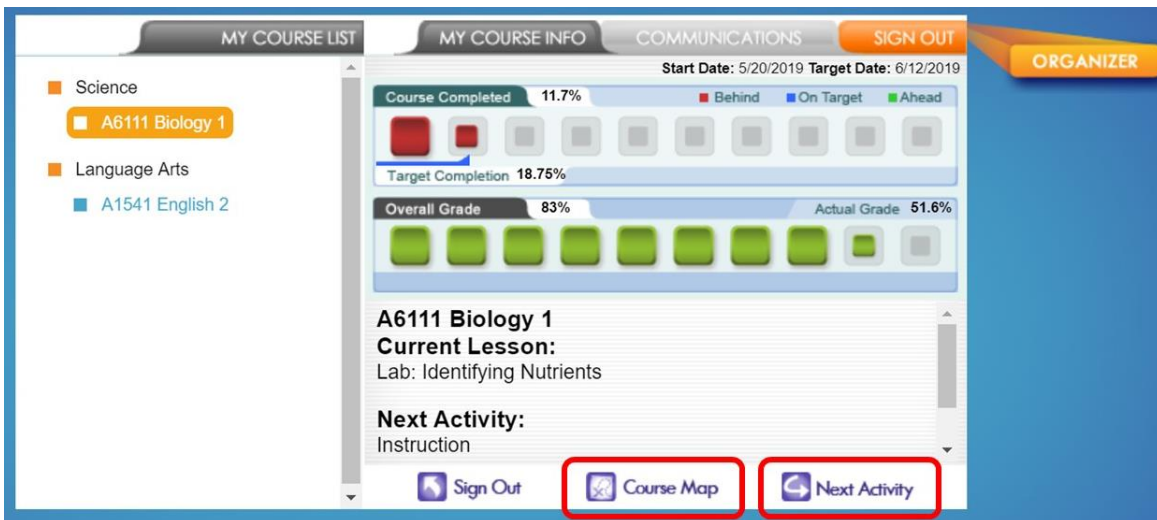 MY COURSE LIST
MY COURSE INFO
COMMUNICATIONS
SIGN OUT
ORGANIZER
Science
A6111 Biology 1
Language Arts
A1541 English 2
Start Date: 5/20/2019 Target Date: 6/12/2019
Course Completed 11.7% Behind On Target Ahead
Target Completion 18.75%
Overall Grade 83% Actual Grade 51.6%
A6111 Biology 1
Current Lesson:
Lab: Identifying Nutrients
Next Activity:
Instruction
Sign Out
Course Map
Next Activity